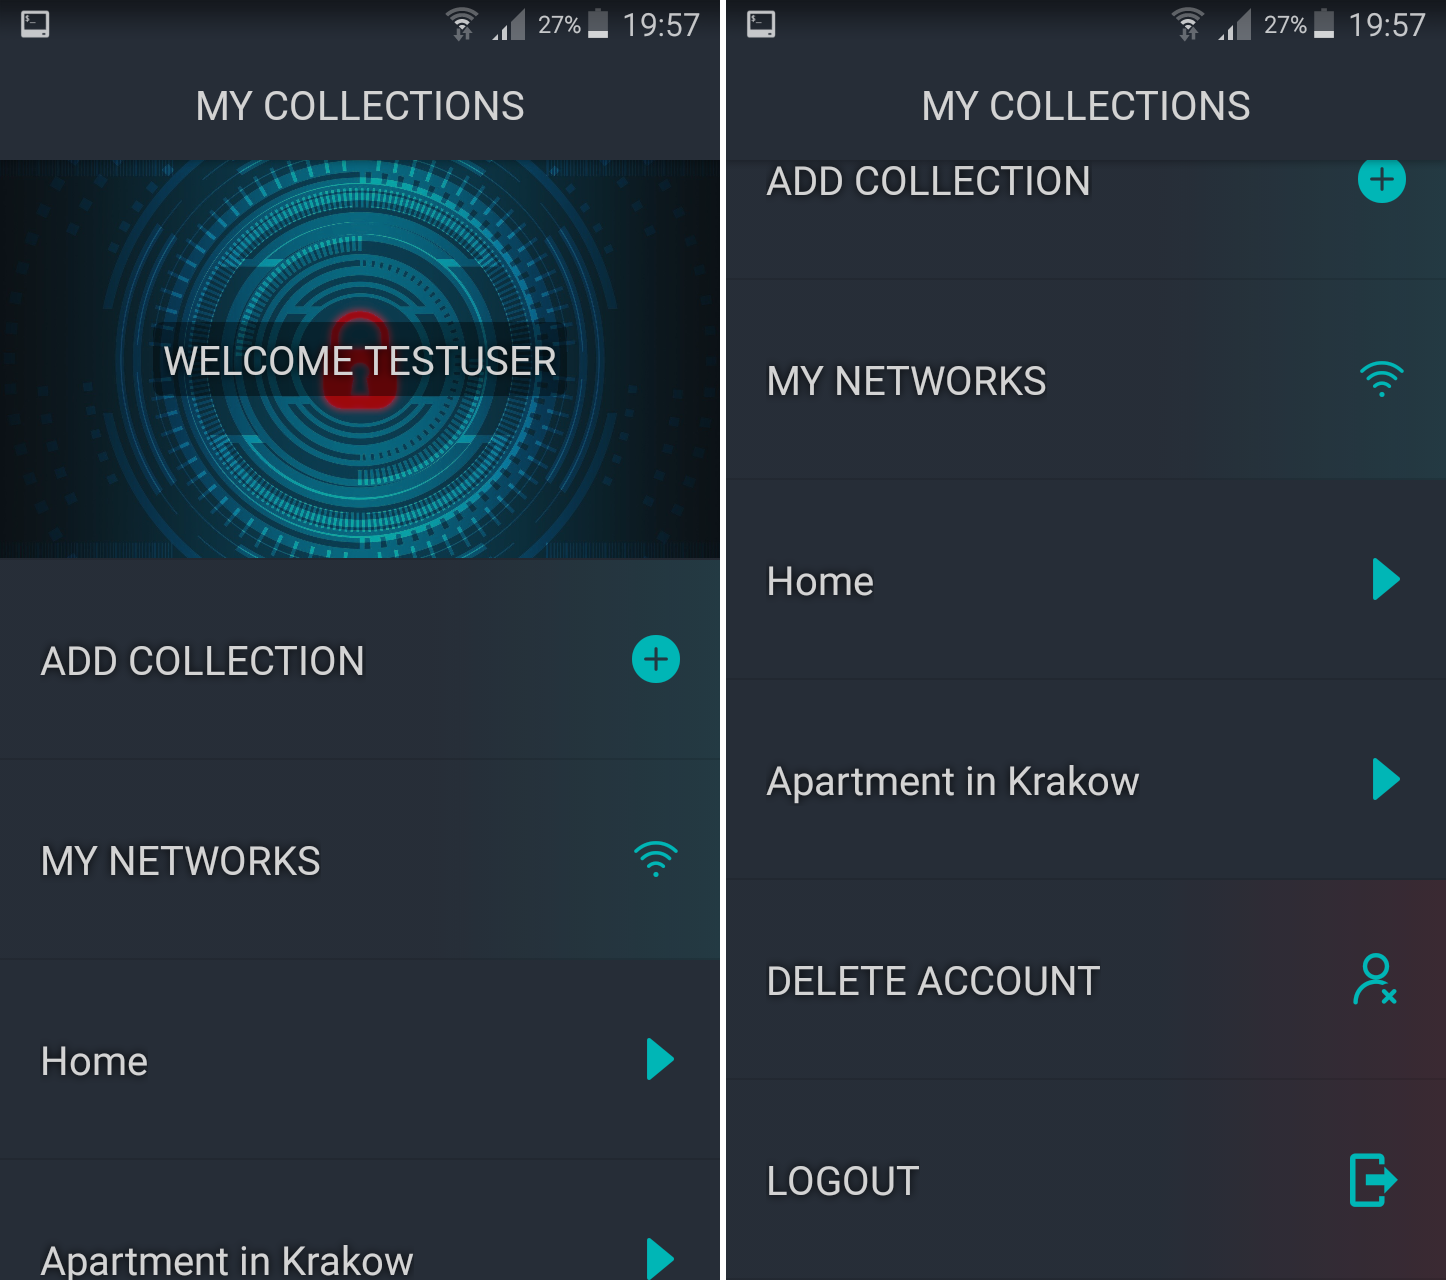 27% 19:57
MY COLLECTIONS
WELCOME TESTUSER
ADD COLLECTION
MY NETWORKS
Home
Apartment in Krakow
27% 19:57
MY COLLECTIONS
ADD COLLECTION
MY NETWORKS
Home
Apartment in Krakow
DELETE ACCOUNT
LOGOUT